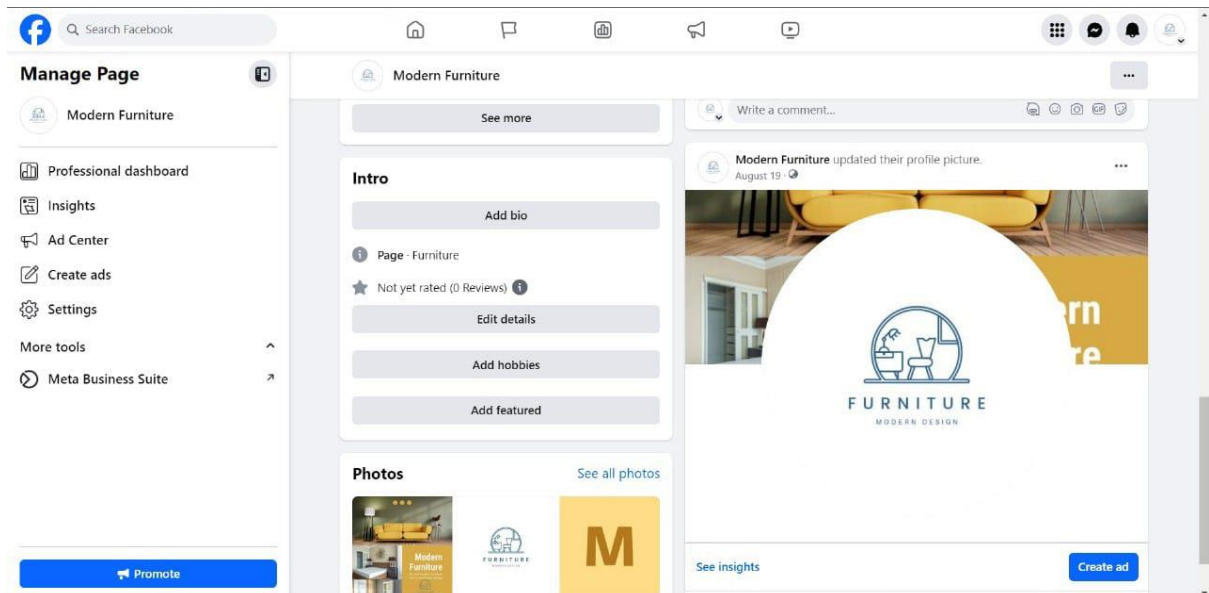 Search Facebook
Manage Page
Modern Furniture
Professional dashboard
Insights
Ad Center
Create ads
Settings
More tools
Meta Business Suite
Promote
Modern Furniture
See more
Intro
Add bio
Page · Furniture
Not yet rated (0 Reviews)
Edit details
Add hobbies
Add featured
Photos
See all photos
Modern
Furniture
FURNITURE
M
Write a comment...
GIF
Modern Furniture updated their profile picture.
August 19 ·
rn
re
FURNITURE
MODERN DESIGN
See insights
Create ad